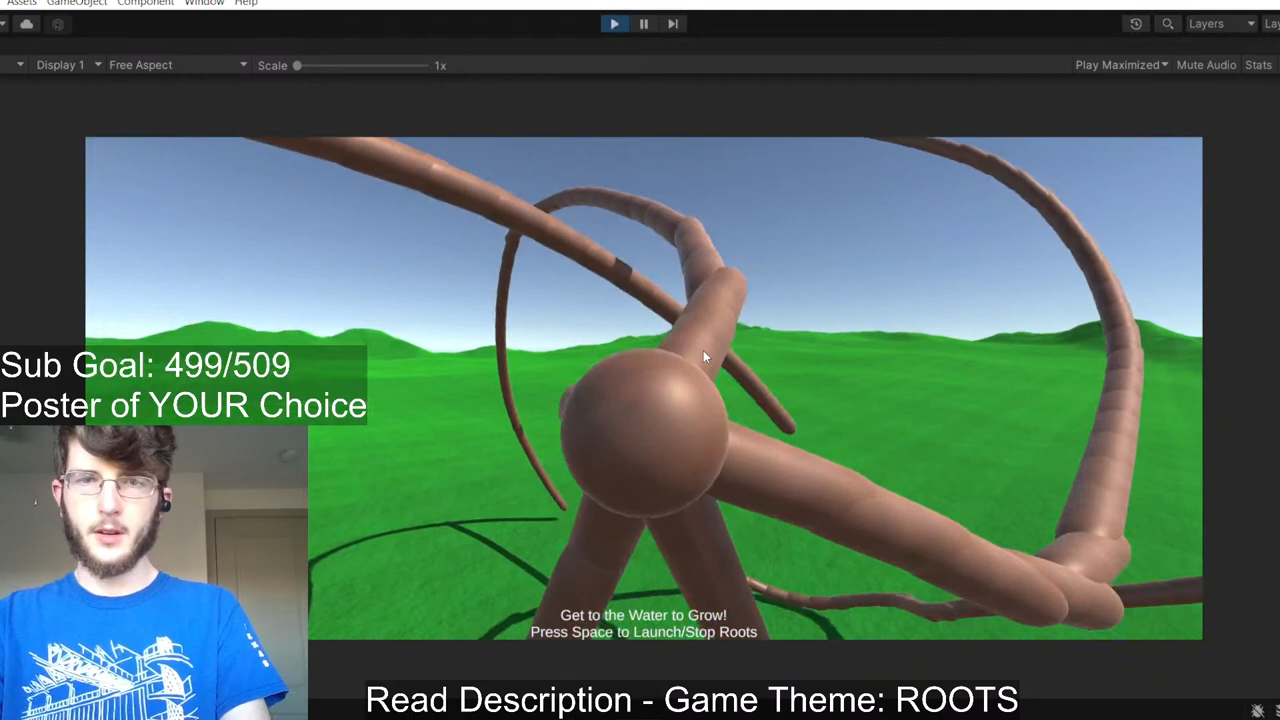 Assets GameObject Component Window Help
Layers
Display 1 Free Aspect Scale 1x Play Maximized Mute Audio Stats
Sub Goal: 499/509
Poster of YOUR Choice
Get to the Water to Grow!
Press Space to Launch/Stop Roots
Read Description - Game Theme: ROOTS